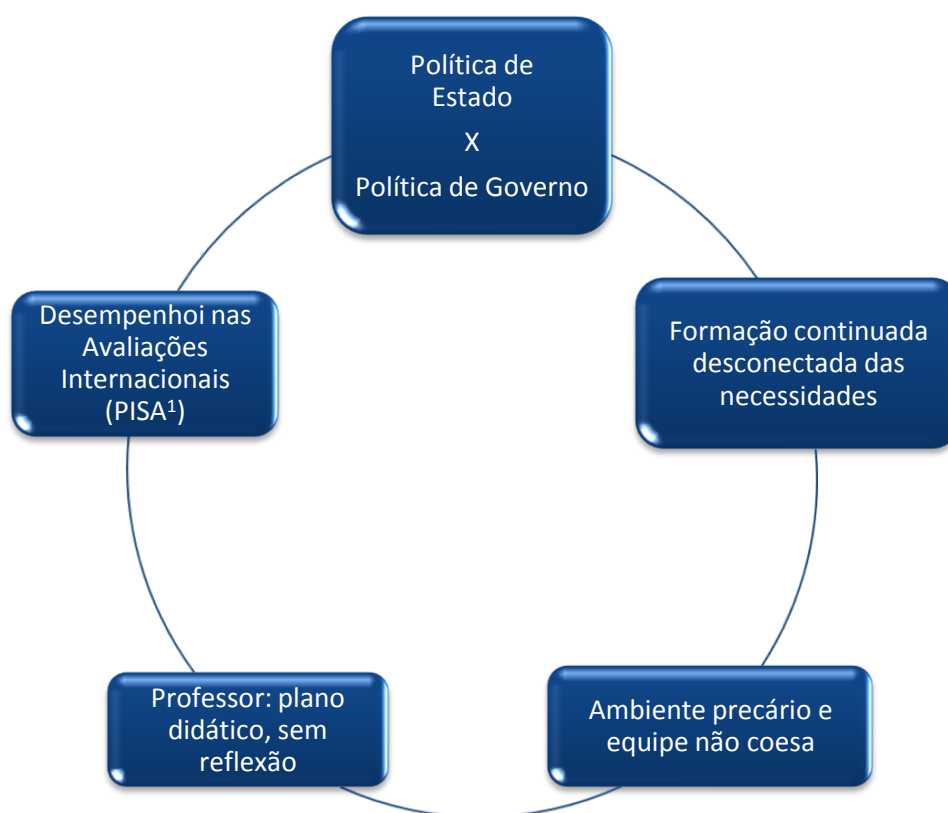 Política de
Estado
X
Política de Governo
Desempenhoi nas
Avaliações
Internacionais
(PISA¹)
Formação continuada
desconectada das
necessidades
Professor: plano
didático, sem
reflexão
Ambiente precário e
equipe não coesa